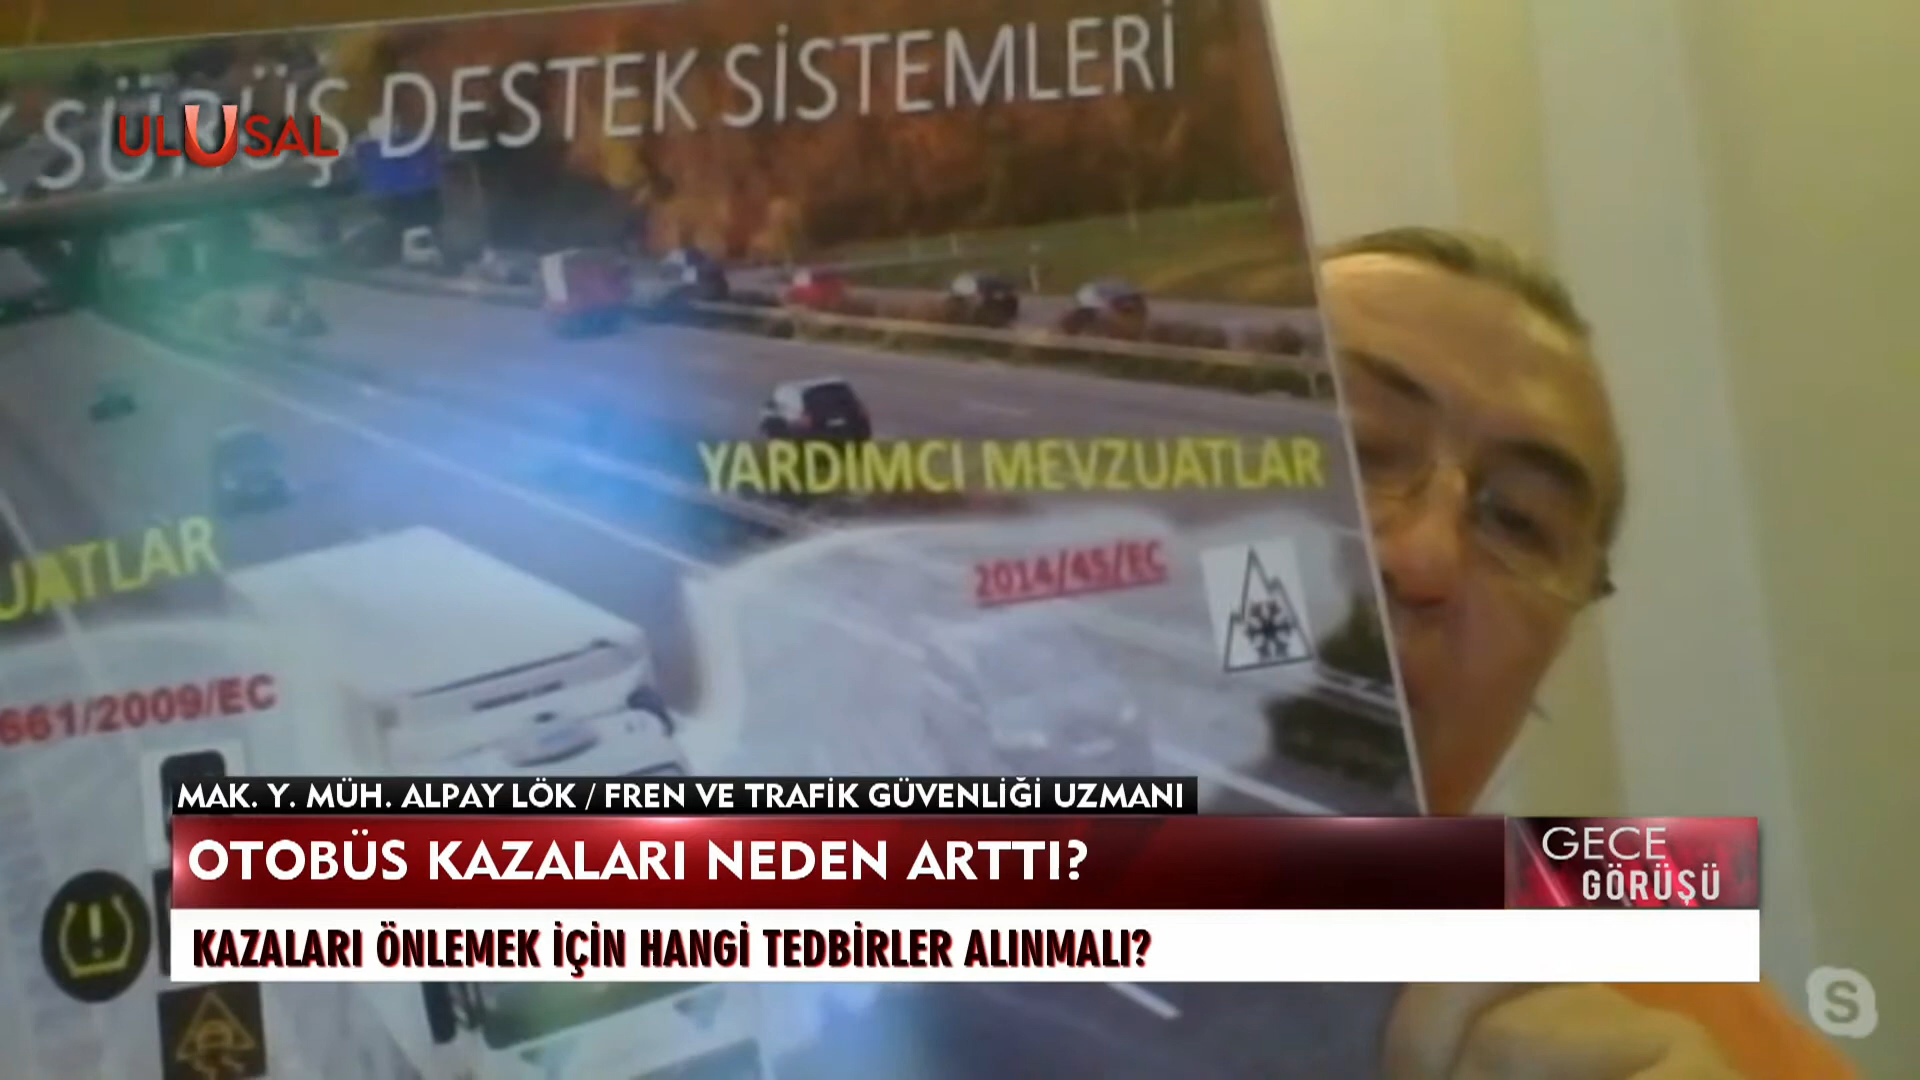 K SÜRÜŞ DESTEK SİSTEMLERİ
ULUSAL
YARDIMCI MEVZUATLAR
UATLAR
2014/45/EC
661/2009/EC
MAK. Y. MÜH. ALPAY LÖK / FREN VE TRAFİK GÜVENLİĞİ UZMANI
OTOBÜS KAZALARI NEDEN ARTTI?
GECE
GÖRÜŞÜ
KAZALARI ÖNLEMEK İÇİN HANGİ TEDBİRLER ALINMALI?
S